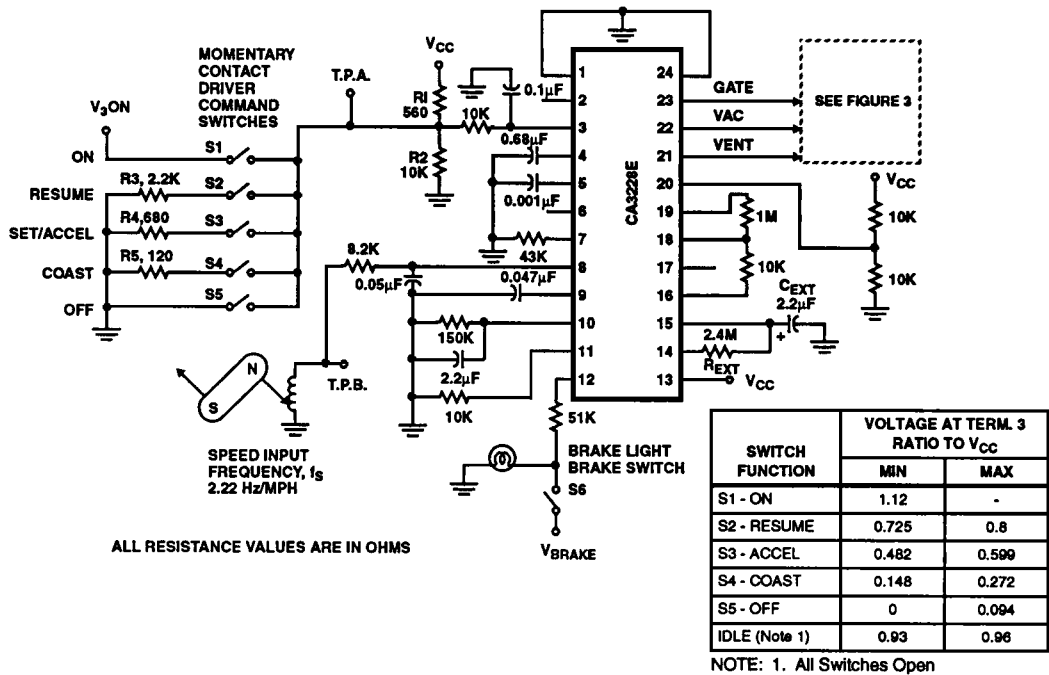 MOMENTARY
CONTACT
DRIVER
COMMAND
SWITCHES
V3ON
ON
S1
RESUME
R3, 2.2K
S2
SET/ACCEL
R4,680
S3
COAST
R5, 120
S4
OFF
S5
T.P.A.
VCC
RI
560
R2
10K
10K
0.1µF
0.68µF
0.001µF
43K
8.2K
0.05µF
0.047µF
150K
2.2µF
10K
T.P.B.
N
S
SPEED INPUT
FREQUENCY, fS
2.22 Hz/MPH
51K
BRAKE LIGHT
BRAKE SWITCH
S6
VBRAKE
ALL RESISTANCE VALUES ARE IN OHMS
CA3228E
1
2
3
4
5
6
7
8
9
10
11
12
24
23
22
21
20
19
18
17
16
15
14
13
GATE
VAC
VENT
SEE FIGURE 3
VCC
10K
10K
1M
10K
CEXT
2.2µF
+
2.4M
REXT
VCC
SWITCH FUNCTION
VOLTAGE AT TERM. 3 RATIO TO VCC
MIN MAX
S1 - ON 1.12 -
S2 - RESUME 0.725 0.8
S3 - ACCEL 0.482 0.599
S4 - COAST 0.148 0.272
S5 - OFF 0 0.094
IDLE (Note 1) 0.93 0.96
NOTE: 1. All Switches Open